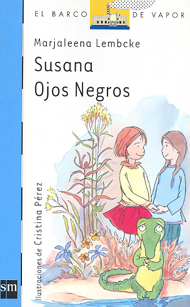 EL BARCO DE VAPOR
Marjaleena Lembcke
Susana
Ojos Negros
Ilustraciones de Cristina Pérez
sm